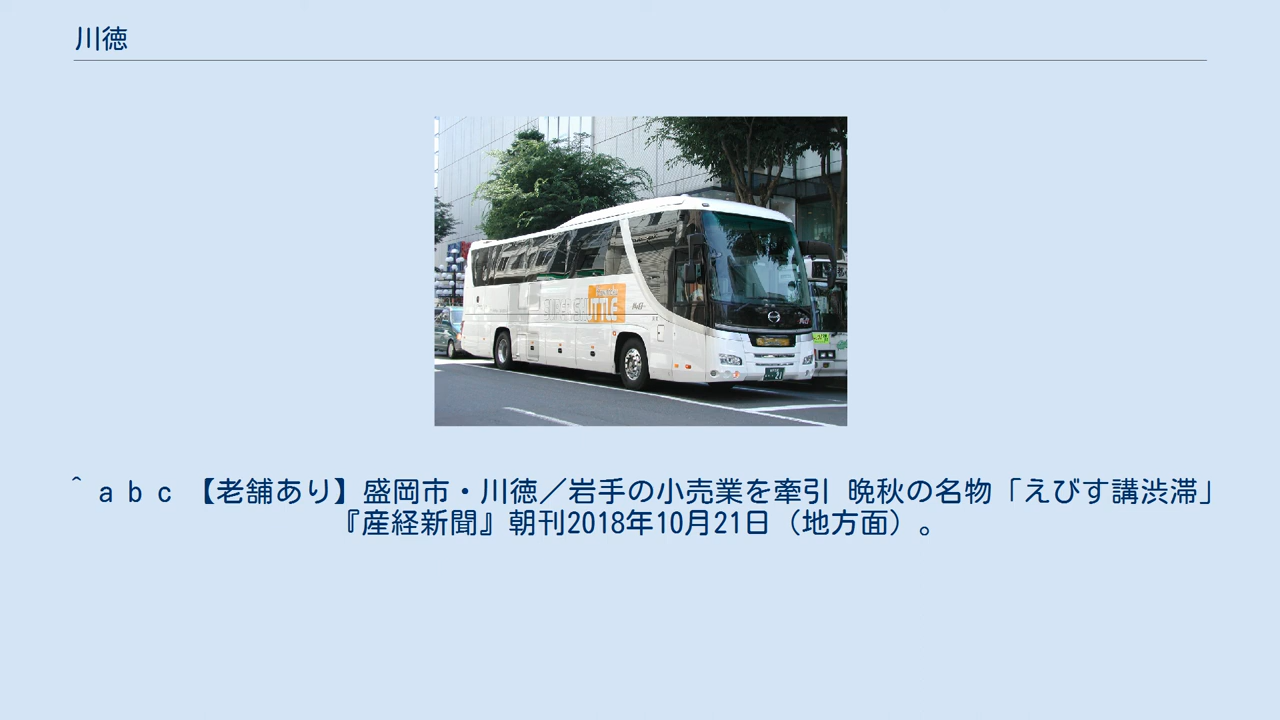 川徳
^ a b c 【老舗あり】盛岡市・川徳／岩手の小売業を牽引 晩秋の名物「えびす講渋滞」
『産経新聞』朝刊2018年10月21日（地方面）。